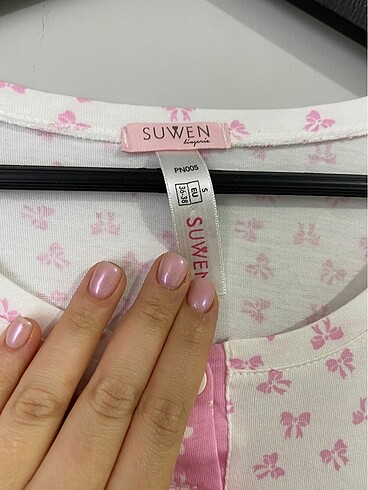 SUWEN
lingerie
PN005
S
EU
36-38
SUWEN